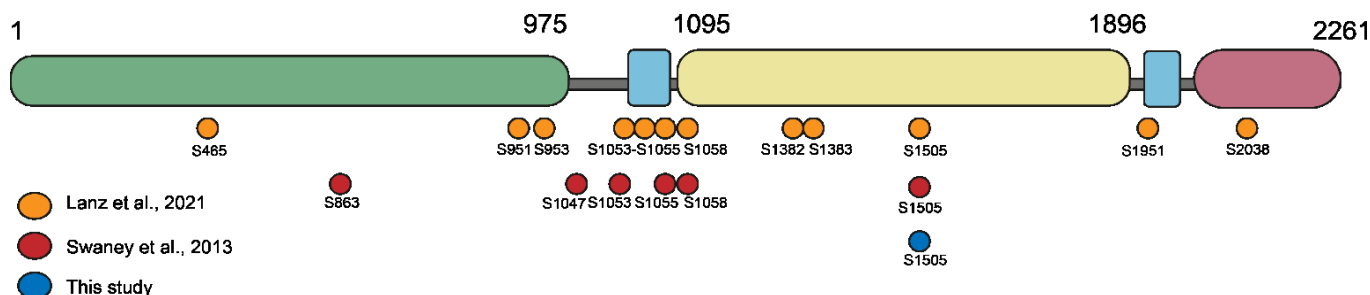 1 975 1095 1896 2261
S465 S951 S953 S1053-S1055 S1058 S1382 S1383 S1505 S1951 S2038
S863 S1047 S1053 S1055 S1058 S1505
Lanz et al., 2021
Swaney et al., 2013
S1505
This study